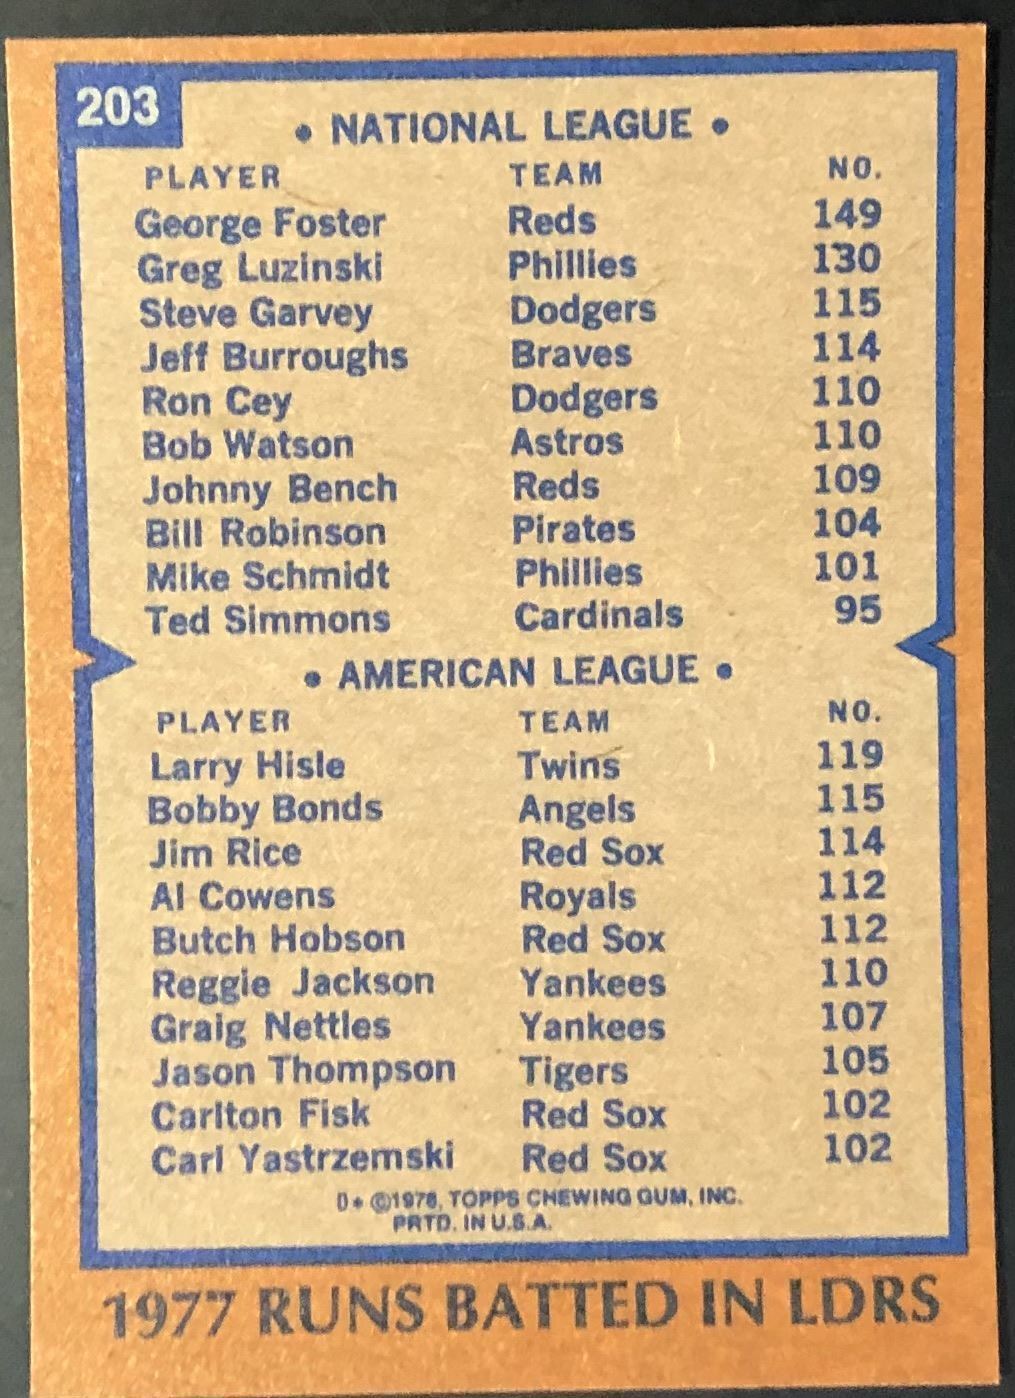 203
• NATIONAL LEAGUE •
PLAYER TEAM NO.
George Foster Reds 149
Greg Luzinski Phillies 130
Steve Garvey Dodgers 115
Jeff Burroughs Braves 114
Ron Cey Dodgers 110
Bob Watson Astros 110
Johnny Bench Reds 109
Bill Robinson Pirates 104
Mike Schmidt Phillies 101
Ted Simmons Cardinals 95
• AMERICAN LEAGUE •
PLAYER TEAM NO.
Larry Hisle Twins 119
Bobby Bonds Angels 115
Jim Rice Red Sox 114
Al Cowens Royals 112
Butch Hobson Red Sox 112
Reggie Jackson Yankees 110
Graig Nettles Yankees 107
Jason Thompson Tigers 105
Carlton Fisk Red Sox 102
Carl Yastrzemski Red Sox 102
D* ©1978, TOPPS CHEWING GUM, INC.
PRTD. IN U.S.A.
1977 RUNS BATTED IN LDRS